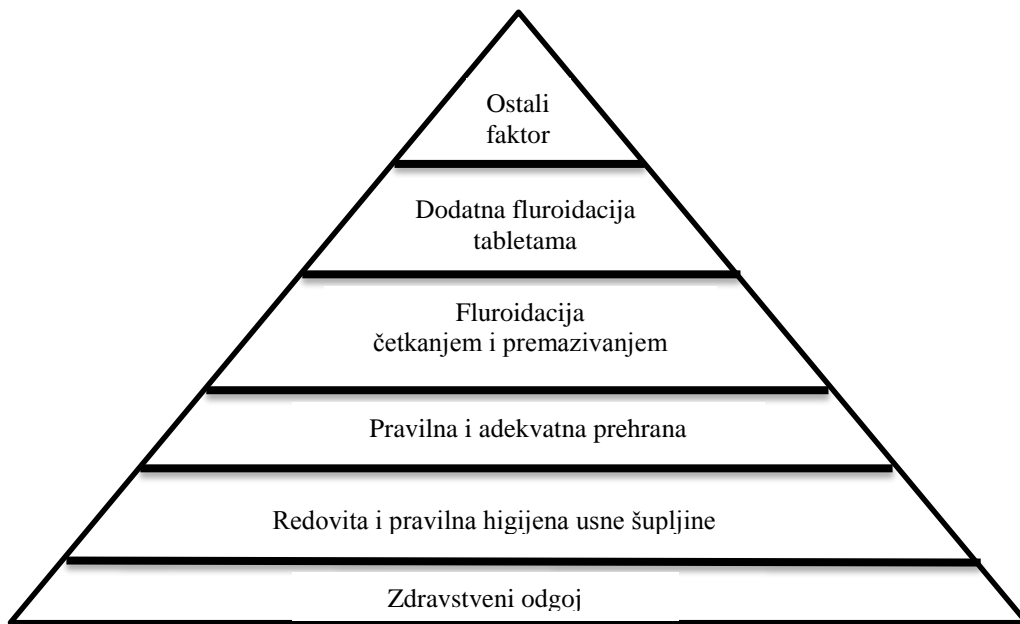 Ostali
faktor
Dodatna fluroidacija
tabletama
Fluroidacija
četkanjem i premazivanjem
Pravilna i adekvatna prehrana
Redovita i pravilna higijena usne šupljine
Zdravstveni odgoj